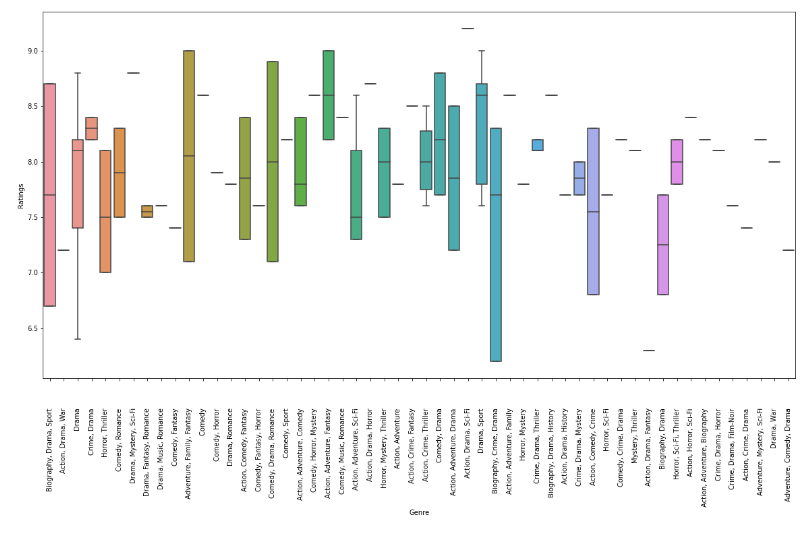 9.0
8.5
8.0
7.5
7.0
6.5
Ratings
Biography, Drama, Sport
Action, Drama, War
Drama
Crime, Drama
Horror, Thriller
Comedy, Romance
Drama, Mystery, Sci-Fi
Drama, Fantasy, Romance
Drama, Music, Romance
Comedy, Fantasy
Adventure, Family, Fantasy
Comedy
Comedy, Horror
Drama, Romance
Action, Comedy, Fantasy
Comedy, Fantasy, Horror
Comedy, Drama, Romance
Comedy, Sport
Action, Adventure, Comedy
Comedy, Horror, Mystery
Action, Adventure, Fantasy
Comedy, Music, Romance
Action, Adventure, Sci-Fi
Action, Drama, Horror
Horror, Mystery, Thriller
Action, Adventure
Action, Crime, Fantasy
Action, Crime, Thriller
Comedy, Drama
Action, Adventure, Drama
Action, Drama, Sci-Fi
Drama, Sport
Biography, Crime, Drama
Action, Adventure, Family
Horror, Mystery
Crime, Drama, Thriller
Biography, Drama, History
Action, Drama, History
Crime, Drama, Mystery
Action, Comedy, Crime
Horror, Sci-Fi
Comedy, Crime, Drama
Mystery, Thriller
Action, Drama, Fantasy
Biography, Drama
Horror, Sci-Fi, Thriller
Action, Horror, Sci-Fi
Action, Adventure, Biography
Crime, Drama, Horror
Crime, Drama, Film-Noir
Action, Crime, Drama
Adventure, Mystery, Sci-Fi
Drama, War
Adventure, Comedy, Drama
Genre